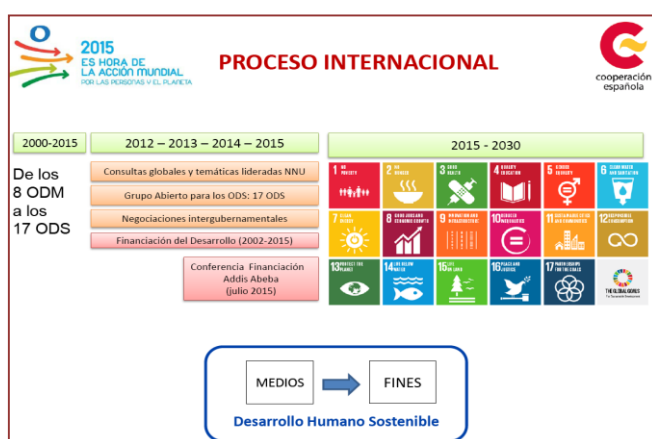 2015
ES HORA DE
LA ACCIÓN MUNDIAL
POR LAS PERSONAS Y EL PLANETA
PROCESO INTERNACIONAL
cooperación
española
2000-2015
2012 – 2013 – 2014 – 2015
2015 - 2030
De los
8 ODM
a los
17 ODS
Consultas globales y temáticas lideradas NNU
Grupo Abierto para los ODS: 17 ODS
Negociaciones intergubernamentales
Financiación del Desarrollo (2002-2015)
Conferencia Financiación
Addis Abeba
(julio 2015)
1 NO POVERTY
2 NO HUNGER
3 GOOD HEALTH
4 QUALITY EDUCATION
5 GENDER EQUALITY
6 CLEAN WATER AND SANITATION
7 CLEAN ENERGY
8 GOOD JOBS AND ECONOMIC GROWTH
9 INNOVATION AND INFRASTRUCTURE
10 REDUCED INEQUALITIES
11 SUSTAINABLE CITIES AND COMMUNITIES
12 RESPONSIBLE CONSUMPTION
13 PROTECT THE PLANET
14 LIFE BELOW WATER
15 LIFE ON LAND
16 PEACE AND JUSTICE
17 PARTNERSHIPS FOR THE GOALS
THE GLOBAL GOALS
For Sustainable Development
MEDIOS
FINES
Desarrollo Humano Sostenible